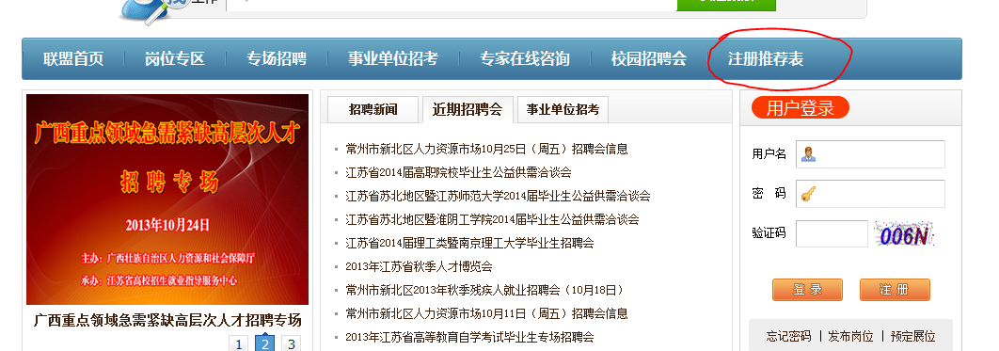 联盟首页 岗位专区 专场招聘 事业单位招考 专家在线咨询 校园招聘会 注册推荐表
广西重点领域急需紧缺高层次人才
招聘专场
2013年10月24日
主办：广西壮族自治区人力资源和社会保障厅
承办：江苏省高校招生就业指导服务中心
广西重点领域急需紧缺高层次人才招聘专场
1 2 3
招聘新闻 近期招聘会 事业单位招考
常州市新北区人力资源市场10月25日（周五）招聘会信息
江苏省2014届高职院校毕业生公益供需洽谈会
江苏省苏北地区暨江苏师范大学2014届毕业生公益供需洽谈会
江苏省苏北地区暨淮阴工学院2014届毕业生公益供需洽谈会
江苏省2014届理工类暨南京理工大学毕业生招聘会
2013年江苏省秋季人才博览会
常州市新北区2013年秋季残疾人就业招聘会（10月18日）
常州市新北区人力资源市场10月11日（周五）招聘会信息
2013年江苏省高等教育自学考试毕业生专场招聘会
用户登录
用户名
密 码
验证码 006N
登 录 注 册
忘记密码 | 发布岗位 | 预定展位